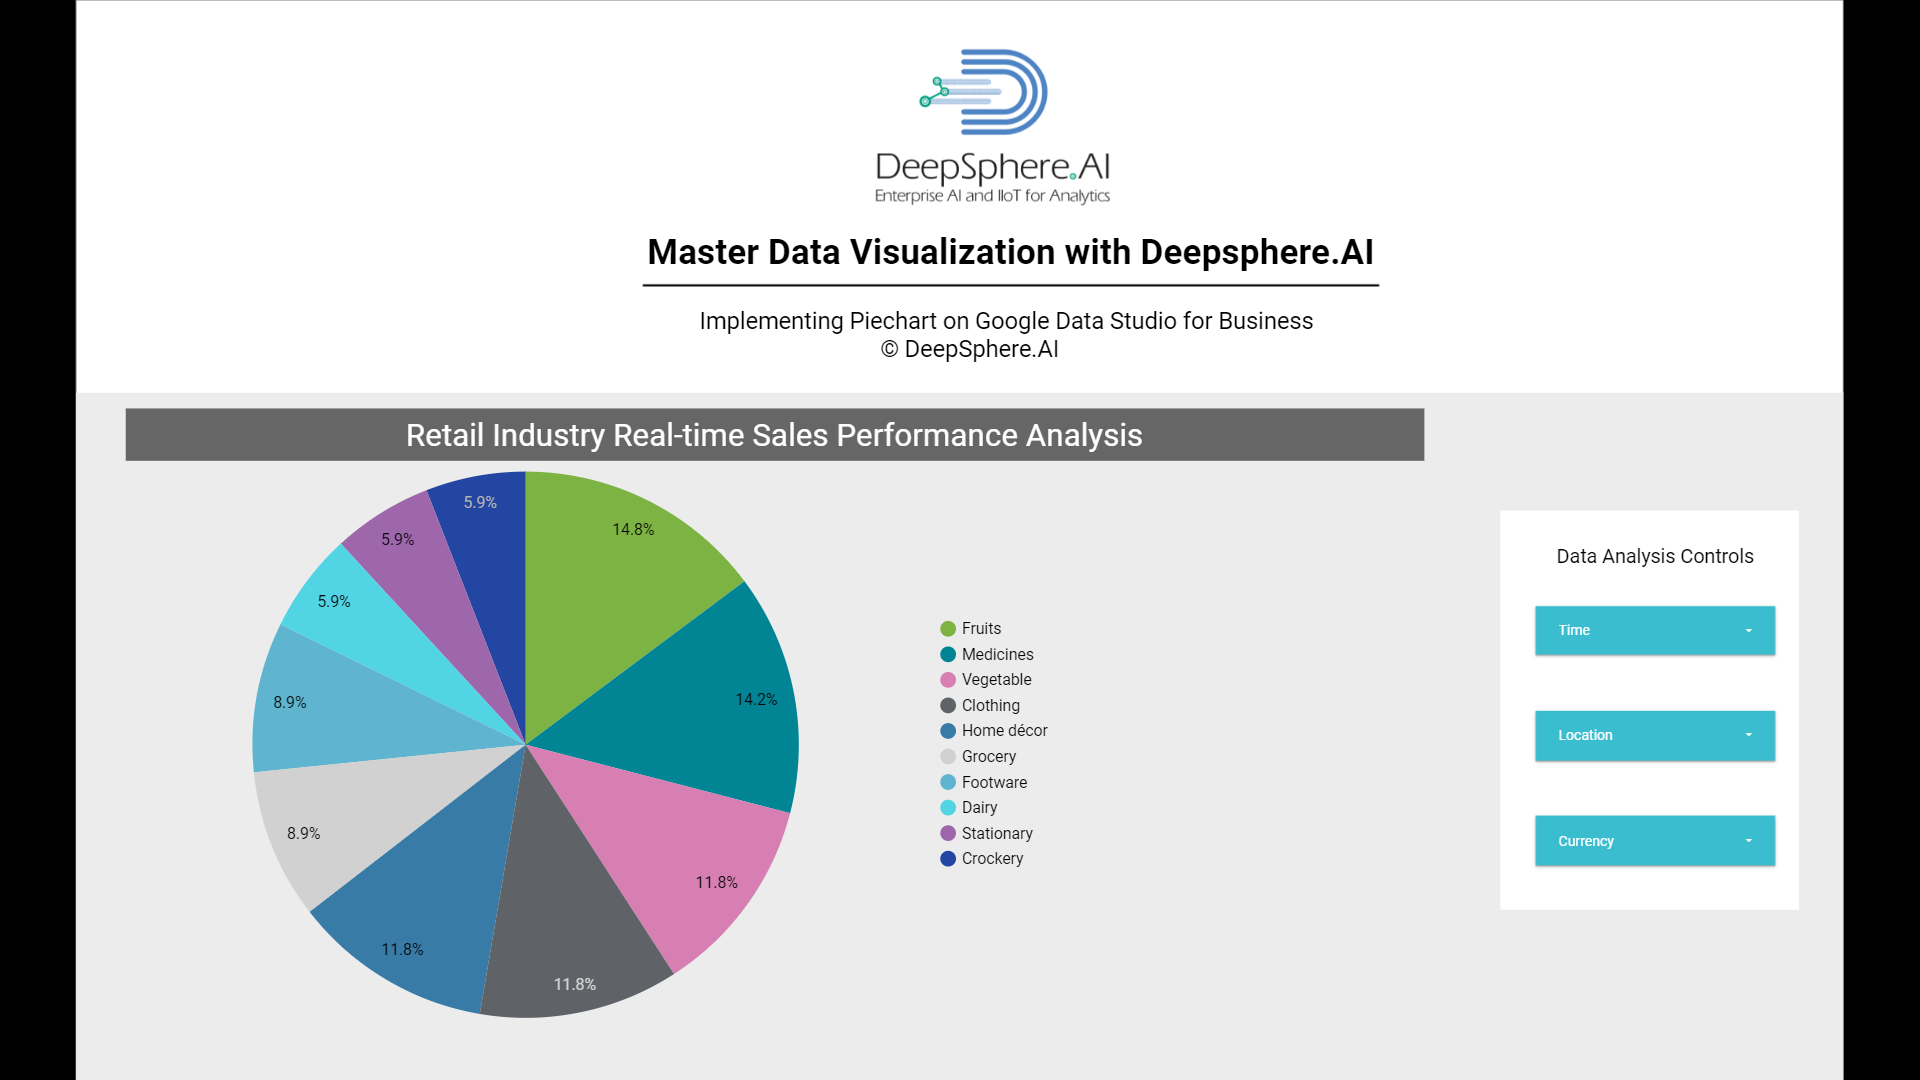 DeepSphere.AI
Enterprise AI and IIoT for Analytics
Master Data Visualization with Deepsphere.AI
Implementing Piechart on Google Data Studio for Business
© DeepSphere.AI
Retail Industry Real-time Sales Performance Analysis
5.9%
14.8%
5.9%
5.9%
14.2%
8.9%
8.9%
11.8%
11.8%
11.8%
Fruits
Medicines
Vegetable
Clothing
Home décor
Grocery
Footware
Dairy
Stationary
Crockery
Data Analysis Controls
Time
Location
Currency